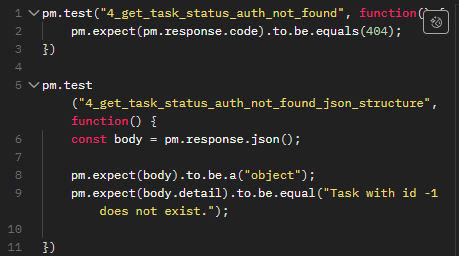 1 pm.test("4_get_task_status_auth_not_found", function() {
2 pm.expect(pm.response.code).to.be.equals(404);
3 })
4
5 pm.test
("4_get_task_status_auth_not_found_json_structure",
function() {
6 const body = pm.response.json();
7
8 pm.expect(body).to.be.a("object");
9 pm.expect(body.detail).to.be.equal("Task with id -1
does not exist.");
10
11 })